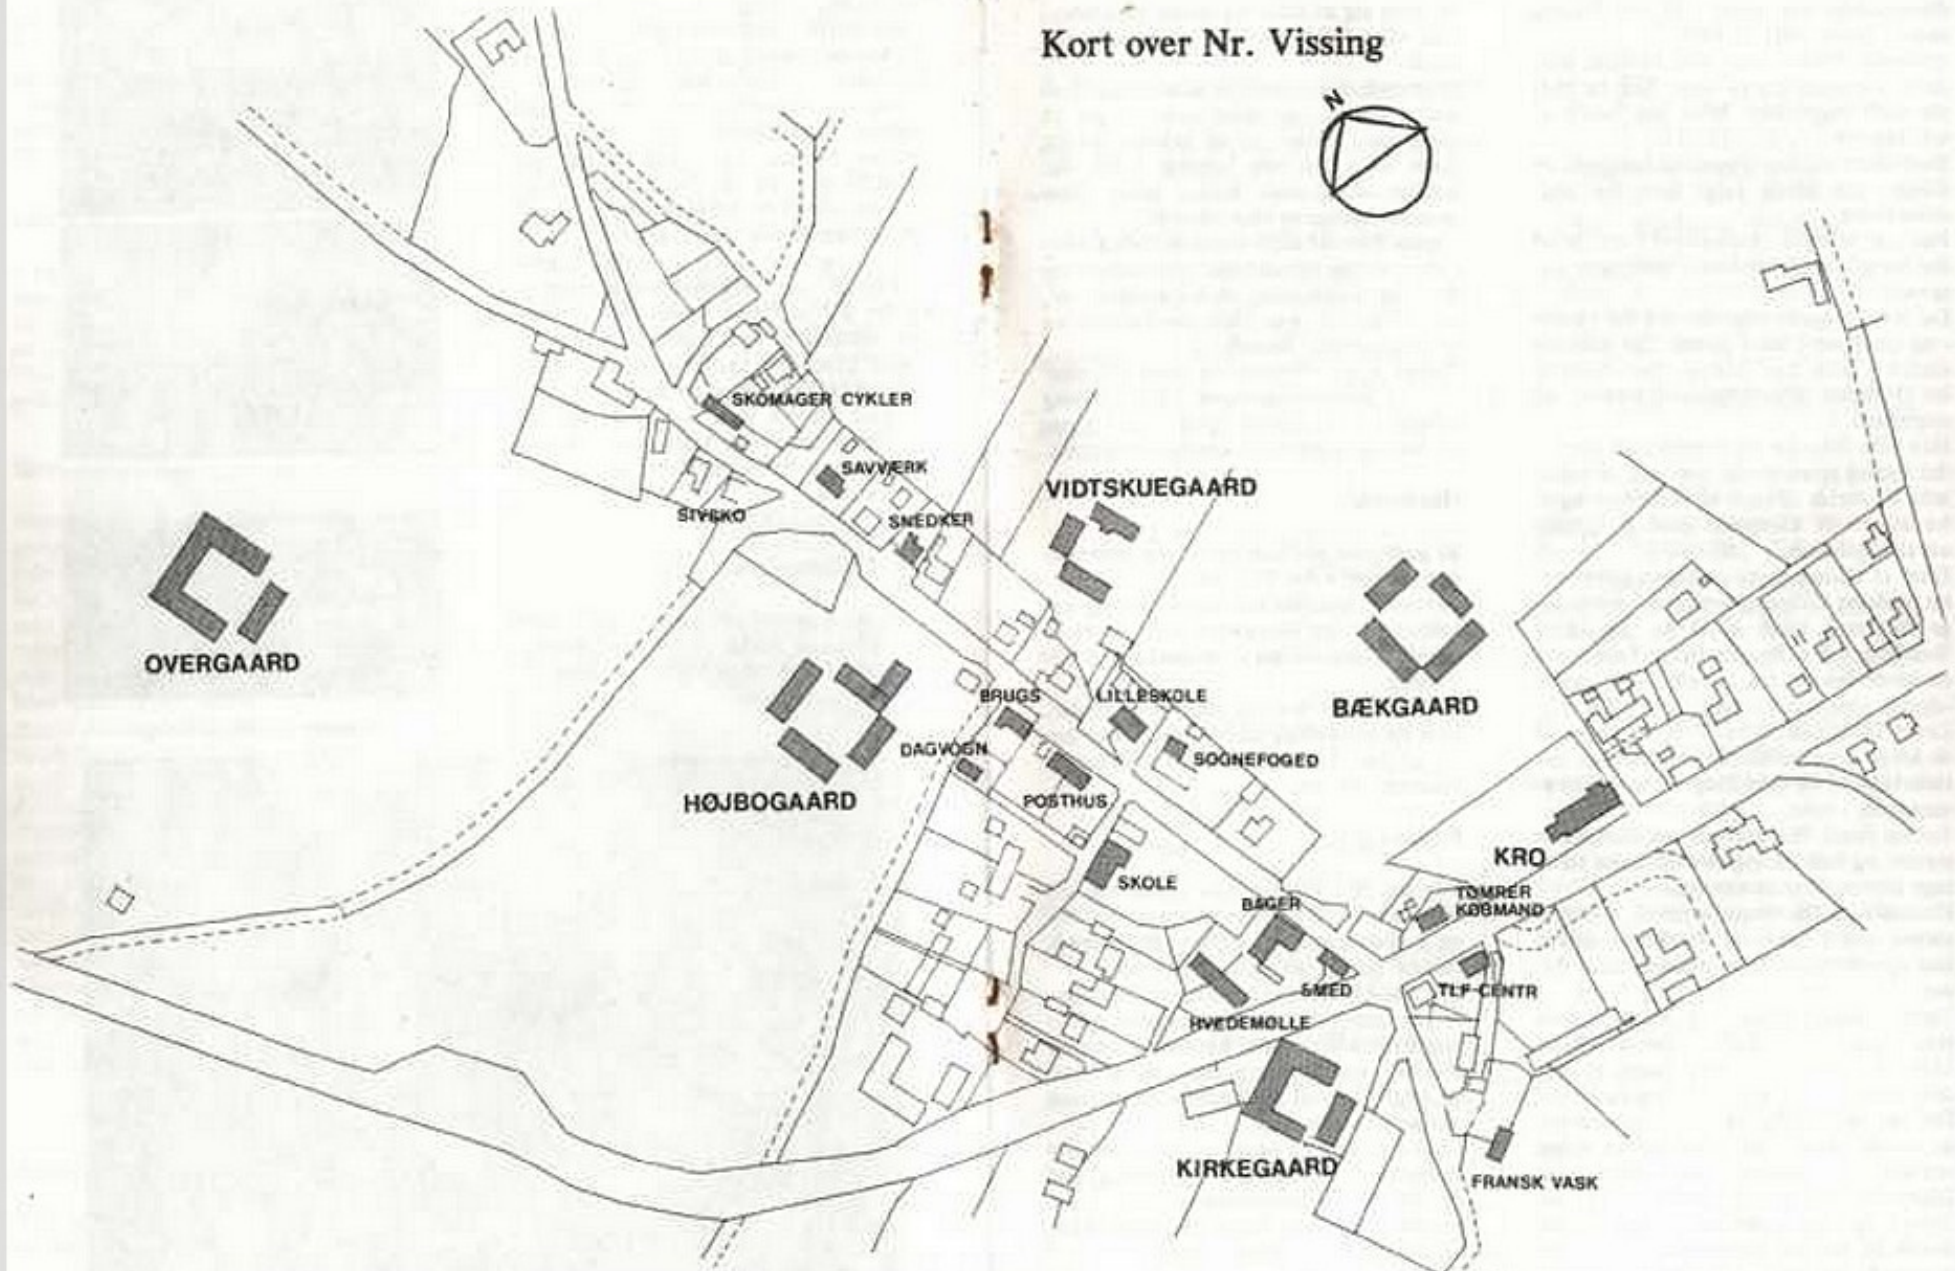 Kort over Nr. Vissing
N
SKOMAGER CYKLER
SAVVÆRK
SIVSKO
SNEDKER
VIDTSKUEGAARD
OVERGAARD
BÆKGAARD
BRUGS
LILLESKOLE
DAGVOGN
SOGNEFOGED
HØJBOGAARD
POSTHUS
KRO
SKOLE
TØMRER
KØBMAND
BAGER
SMED
TLF CENTR
HVEDEMØLLE
KIRKEGAARD
FRANSK VASK